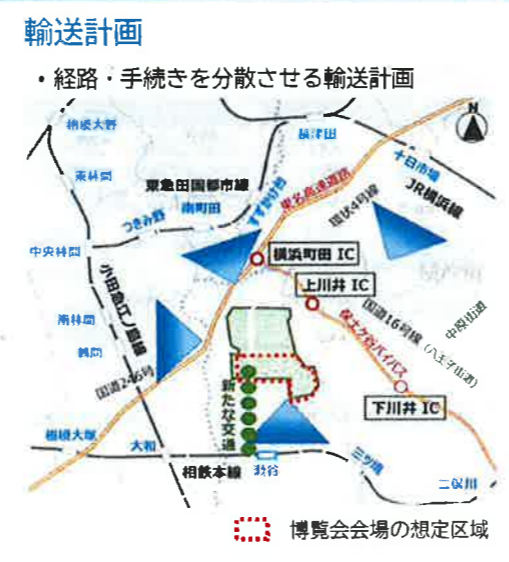 輸送計画
・経路・手続きを分散させる輸送計画
N
相模大野
長津田
十日市場
東林間
東急田園都市線
すずかけ台
東名高速道路
環状4号線
JR横浜線
南町田
つきみ野
中央林間
横浜町田 IC
小田急江ノ島線
上川井 IC
国道16号線
(八王子街道)
中原街道
南林間
保土ケ谷バイパス
鶴間
国道246号
新たな交通
下川井 IC
相模大塚
大和
相鉄本線
瀬谷
三ツ境
二俣川
博覧会会場の想定区域